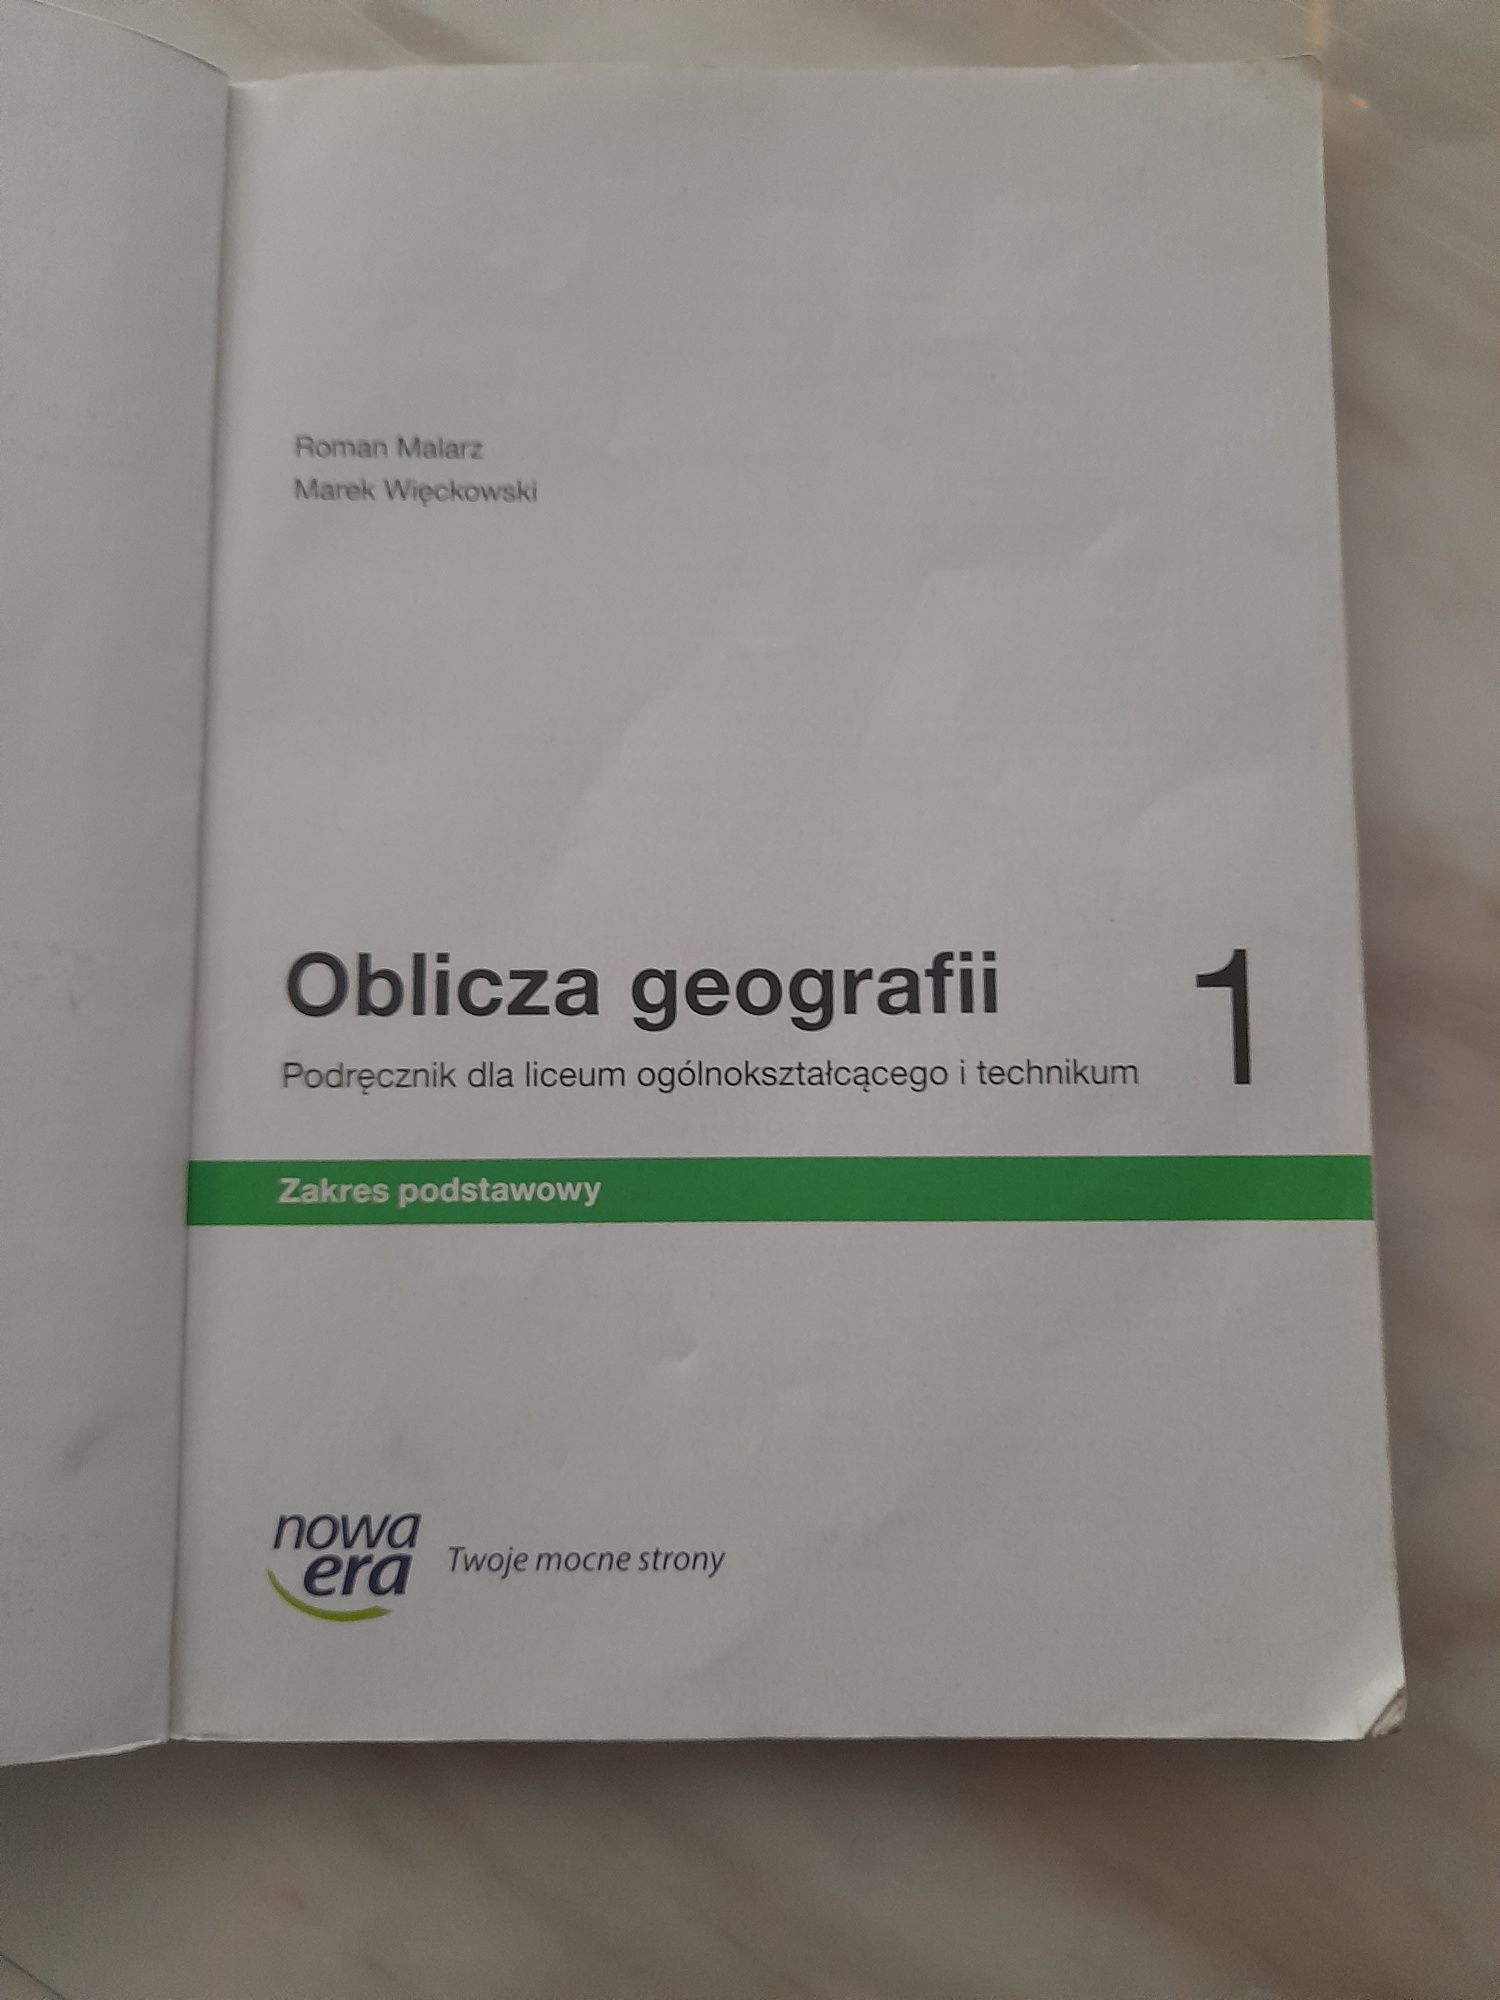 Roman Malarz
Marek Więckowski
Oblicza geografii 1
Podręcznik dla liceum ogólnokształcącego i technikum
Zakres podstawowy
nowa
era
Twoje mocne strony